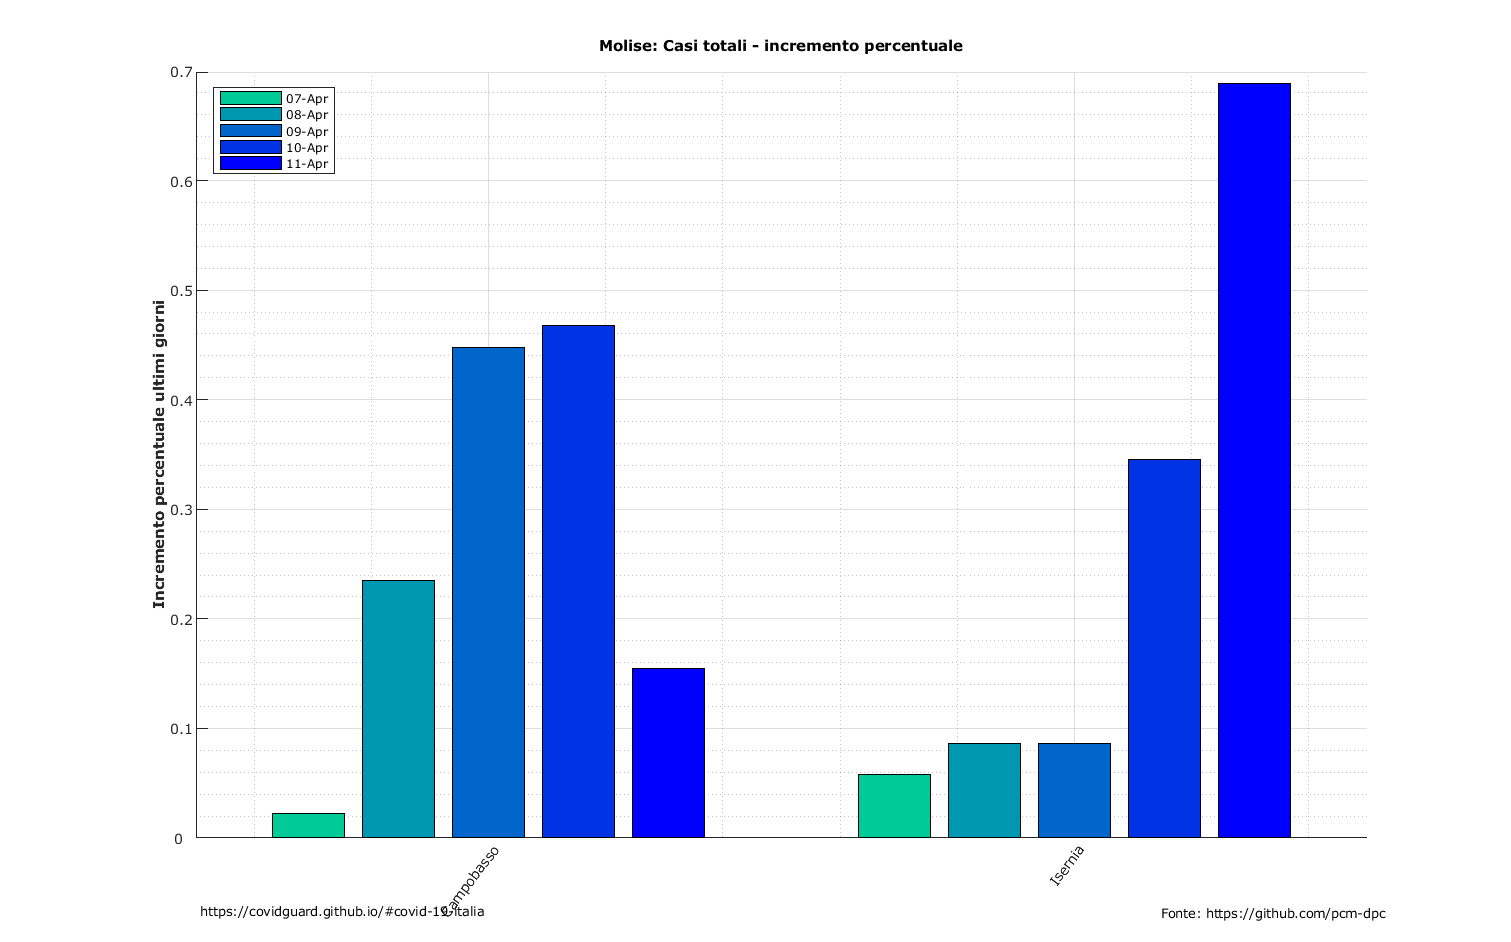 Molise: Casi totali - incremento percentuale
Incremento percentuale ultimi giorni
0.7
0.6
0.5
0.4
0.3
0.2
0.1
0
07-Apr
08-Apr
09-Apr
10-Apr
11-Apr
Campobasso
Isernia
https://covidguard.github.io/#covid-19-italia
Fonte: https://github.com/pcm-dpc